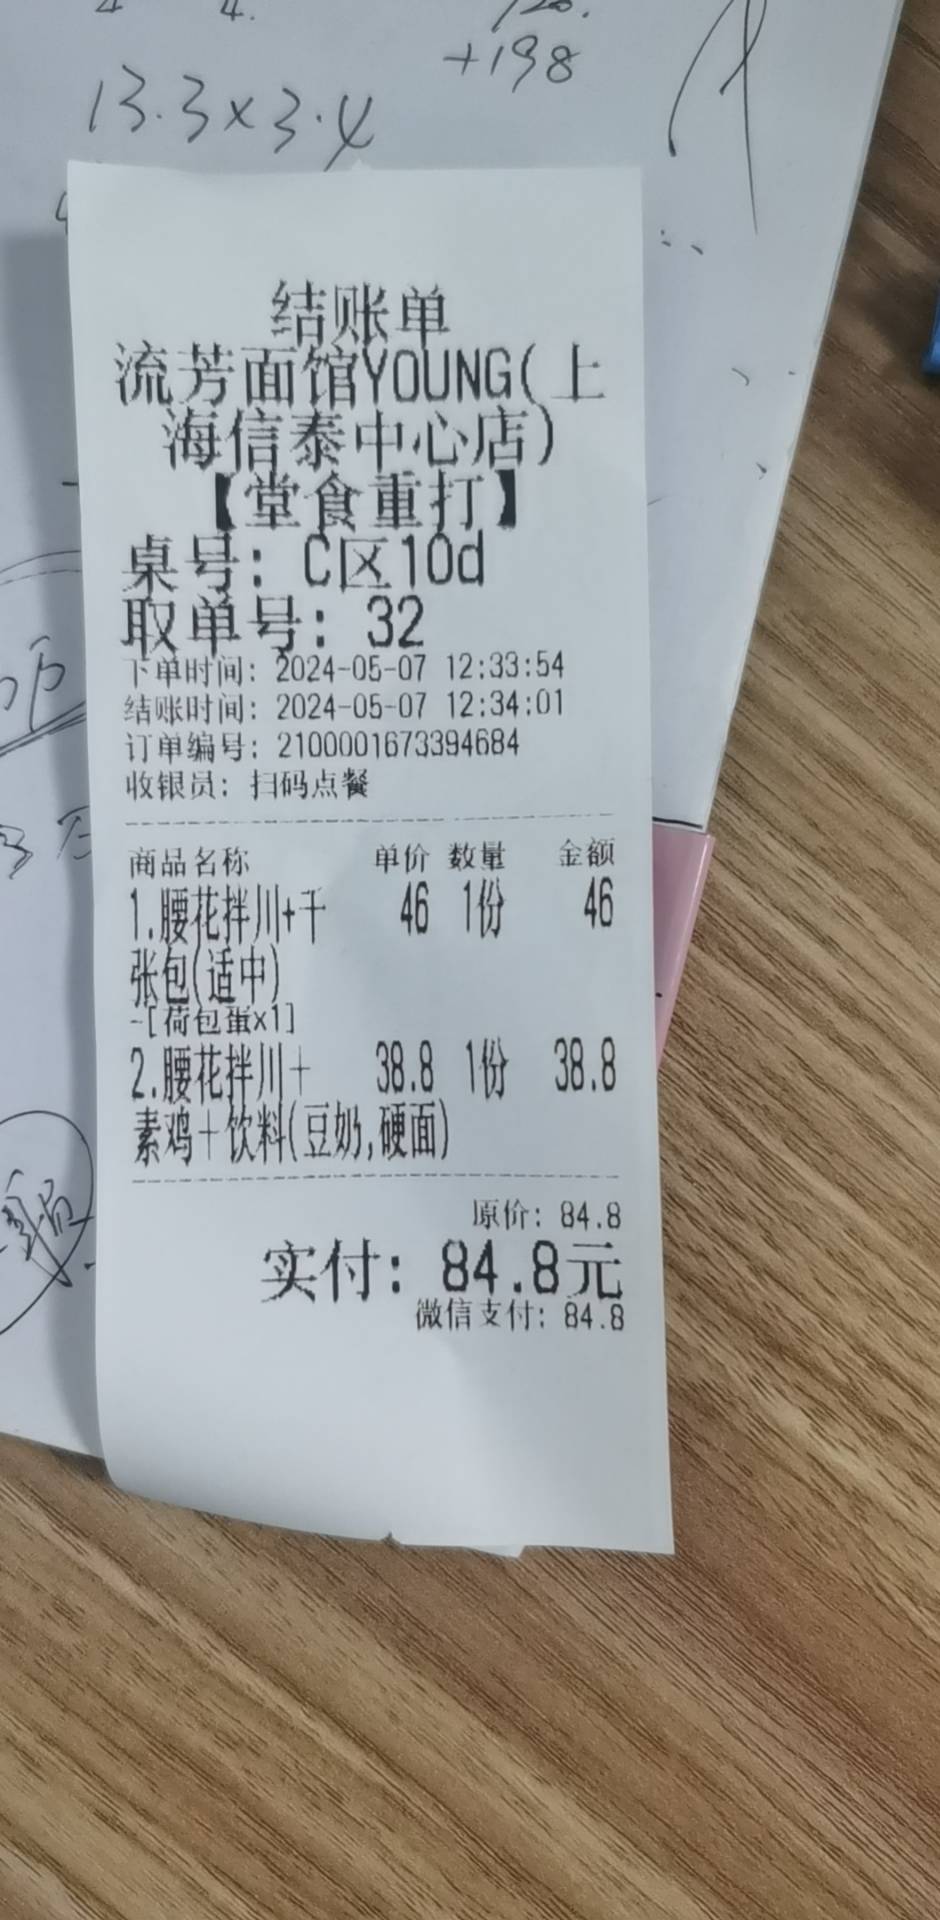 +198
13.3×3.4
结账单
流芳面馆YOUNG(上
海信泰中心店)
【堂食重打】
桌号: C区10d
取单号: 32
下单时间: 2024-05-07 12:33:54
结账时间: 2024-05-07 12:34:01
订单编号: 2100001673394684
收银员: 扫码点餐
商品名称 单价 数量 金额
1.腰花拌川+千 46 1份 46
张包(适中)
-[荷包蛋x1]
2.腰花拌川+ 38.8 1份 38.8
素鸡+饮料(豆奶,硬面)
原价: 84.8
实付: 84.8元
微信支付: 84.8